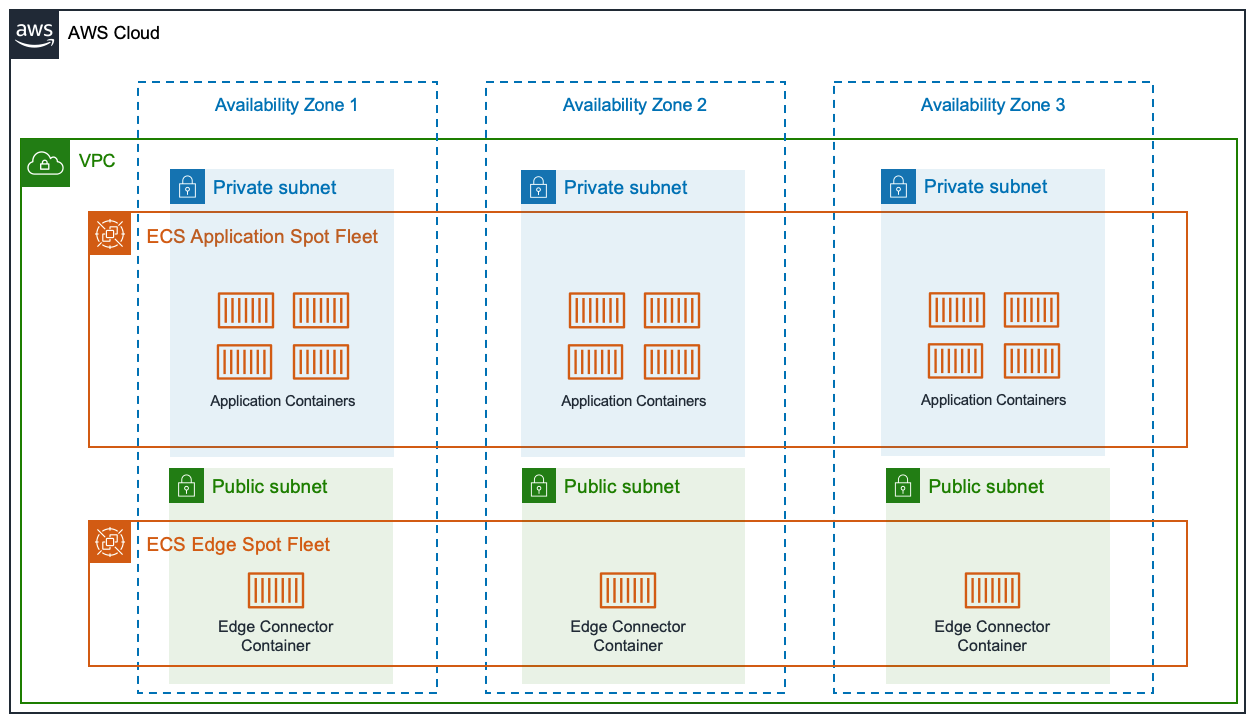 aws
AWS Cloud
Availability Zone 1
Availability Zone 2
Availability Zone 3
VPC
Private subnet
Private subnet
Private subnet
ECS Application Spot Fleet
Application Containers
Application Containers
Application Containers
Public subnet
Public subnet
Public subnet
ECS Edge Spot Fleet
Edge Connector
Container
Edge Connector
Container
Edge Connector
Container